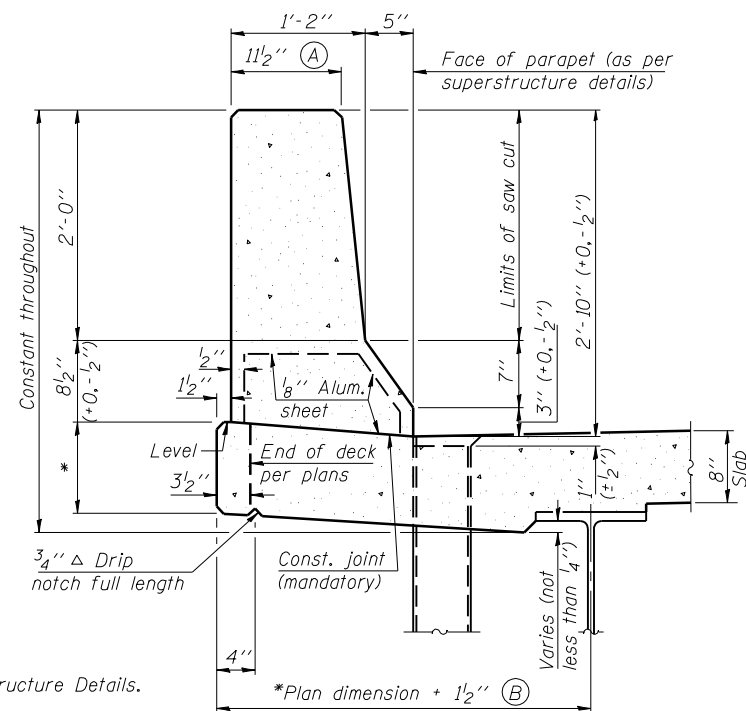 1'-2"
5"
11½" Ⓐ
Face of parapet (as per
superstructure details)
Constant throughout
2'-0"
Limits of saw cut
2'-10" (+0,-½")
8½"
(+0,-½")
½"
1½"
⅛" Alum.
sheet
7"
3" (+0,-½")
Level
End of deck
per plans
*
3½"
1"
(±½")
8"
Slab
¾" △ Drip
notch full length
Const. joint
(mandatory)
Varies (not
less than ¼")
4"
*Plan dimension + 1½" Ⓑ
ructure Details.